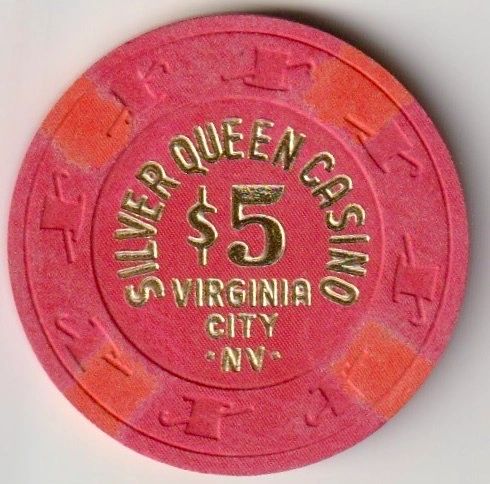 SILVER QUEEN CASINO
$5
VIRGINIA
CITY
·NV·